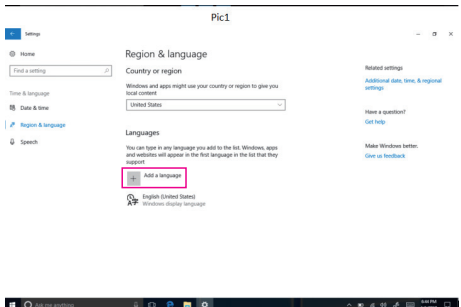 Pic1
Settings
Home
Find a setting
Time & language
Date & time
Region & language
Speech
Region & language
Country or region
Windows and apps might use your country or region to give you
local content
United States
Languages
You can type in any language you add to the list. Windows, apps
and websites will appear in the first language in the list that they
support
Add a language
English (United States)
Windows display language
Related settings
Additional date, time, & regional
settings
Have a question?
Get help
Make Windows better.
Give us feedback
Ask me anything